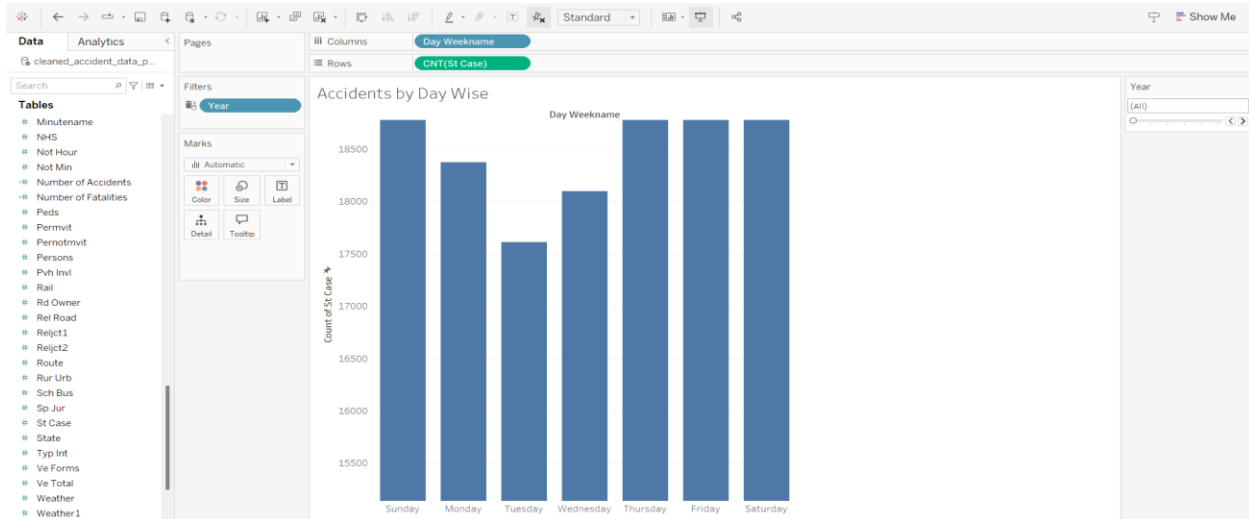 Standard
Show Me
Data
Analytics
cleaned_accident_data_p...
Search
Tables
Minutename
NHS
Not Hour
Not Min
Number of Accidents
Number of Fatalities
Peds
Permvit
Pernotmvit
Persons
Pvh Invl
Rail
Rd Owner
Rel Road
Reljct1
Reljct2
Route
Rur Urb
Sch Bus
Sp Jur
St Case
State
Typ Int
Ve Forms
Ve Total
Weather
Weather1
Pages
Filters
Year
Marks
Automatic
Color
Size
Label
Detail
Tooltip
Columns
Day Weekname
Rows
CNT(St Case)
Accidents by Day Wise
Day Weekname
Count of St Case
18500
18000
17500
17000
16500
16000
15500
Sunday Monday Tuesday Wednesday Thursday Friday Saturday
Year
(All)